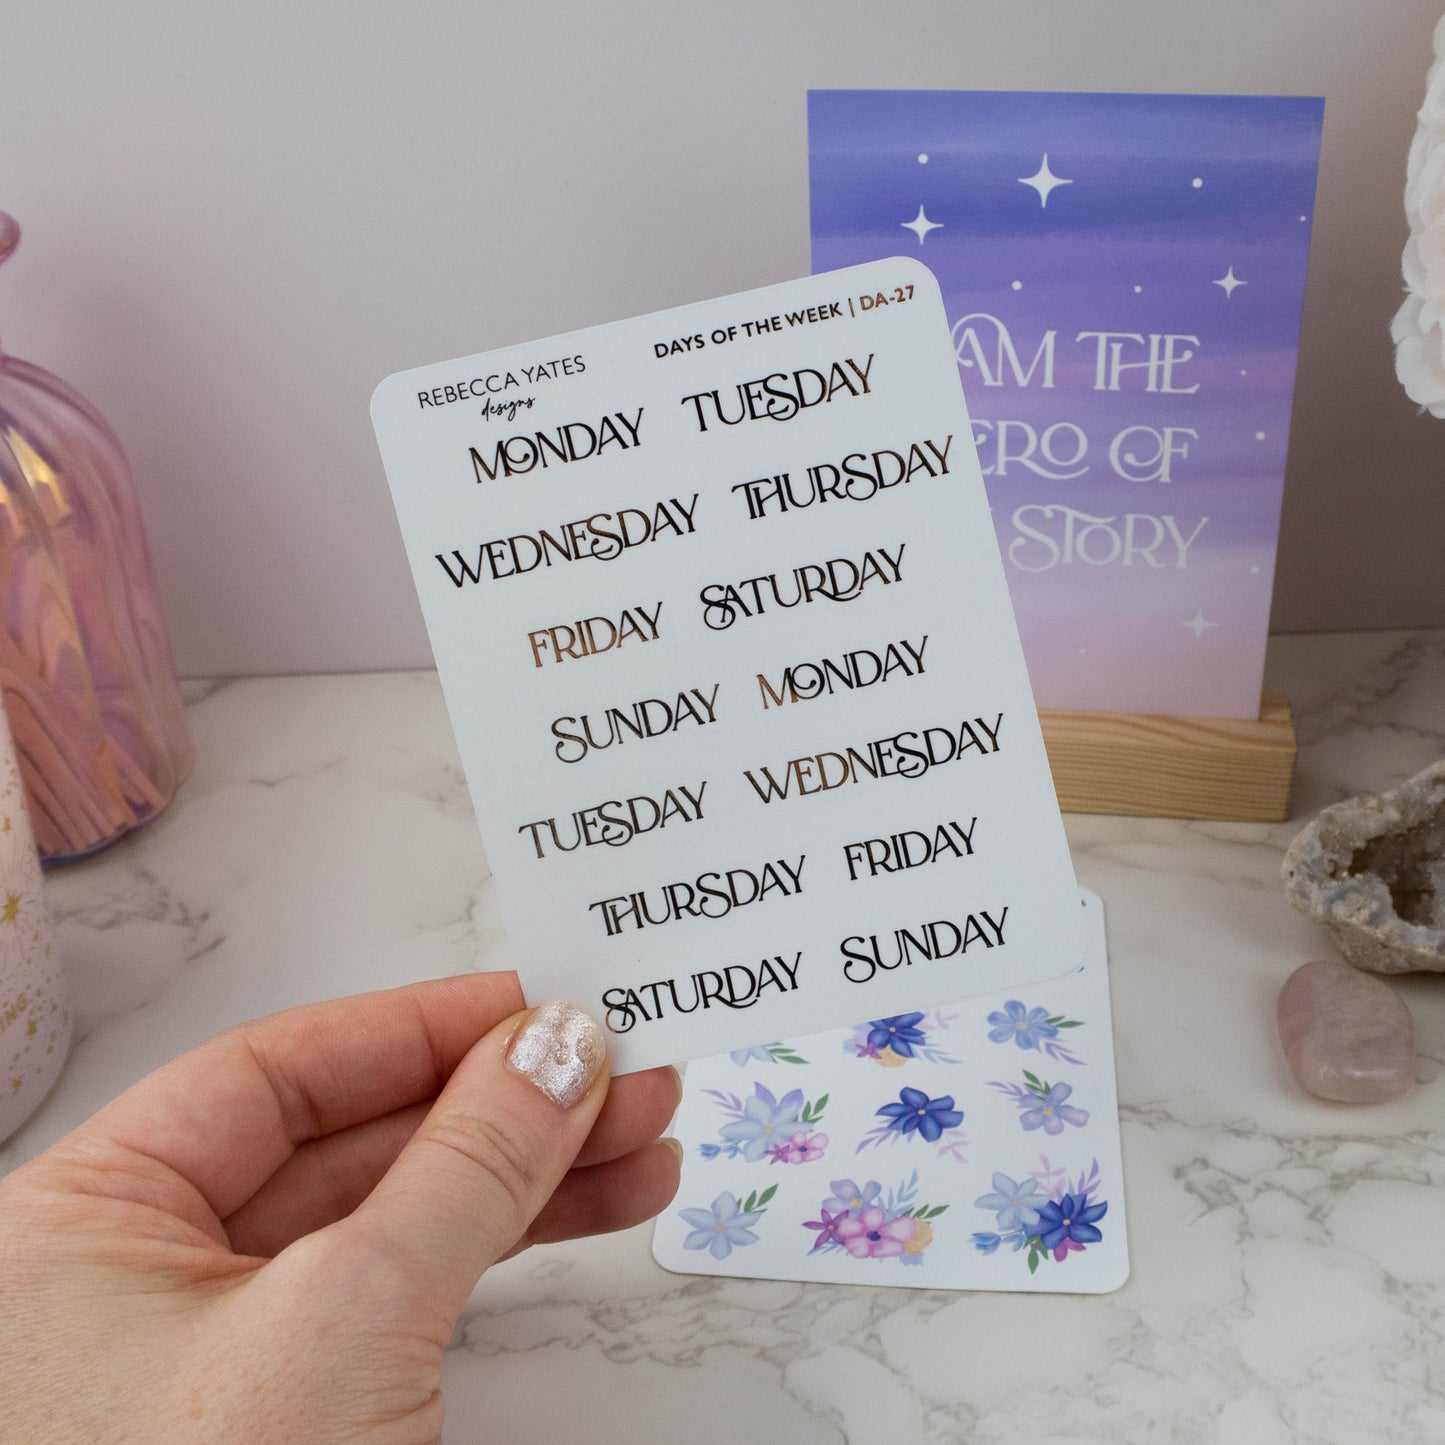 REBECCA YATES
designs
DAYS OF THE WEEK | DA-27
MONDAY TUESDAY
WEDNESDAY THURSDAY
FRIDAY SATURDAY
SUNDAY MONDAY
TUESDAY WEDNESDAY
THURSDAY FRIDAY
SATURDAY SUNDAY
AM THE
ERO OF
STORY